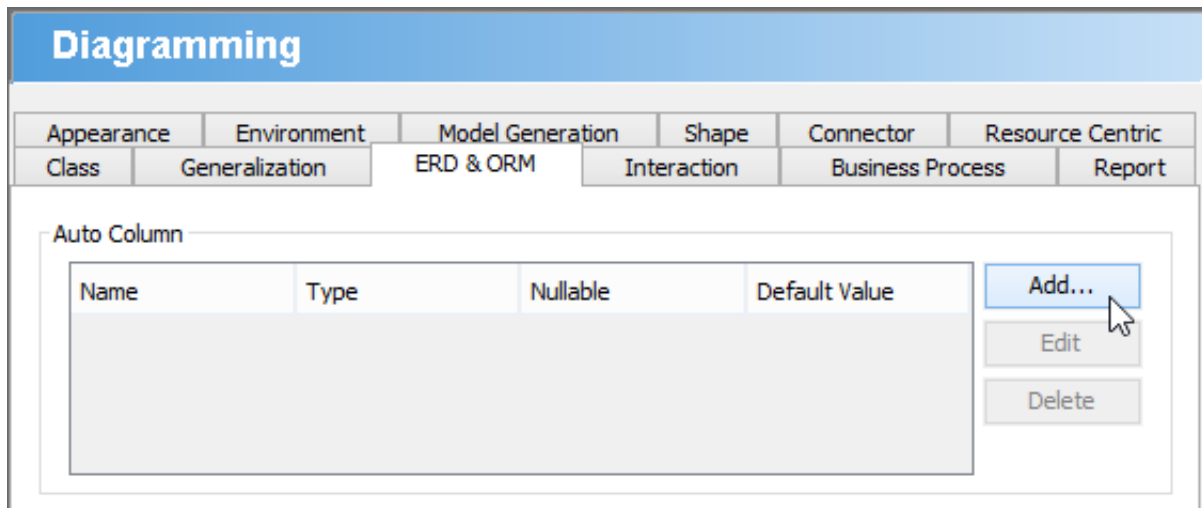 Diagramming
Appearance Environment Model Generation Shape Connector Resource Centric
Class Generalization ERD & ORM Interaction Business Process Report
Auto Column
Name Type Nullable Default Value
Add...
Edit
Delete